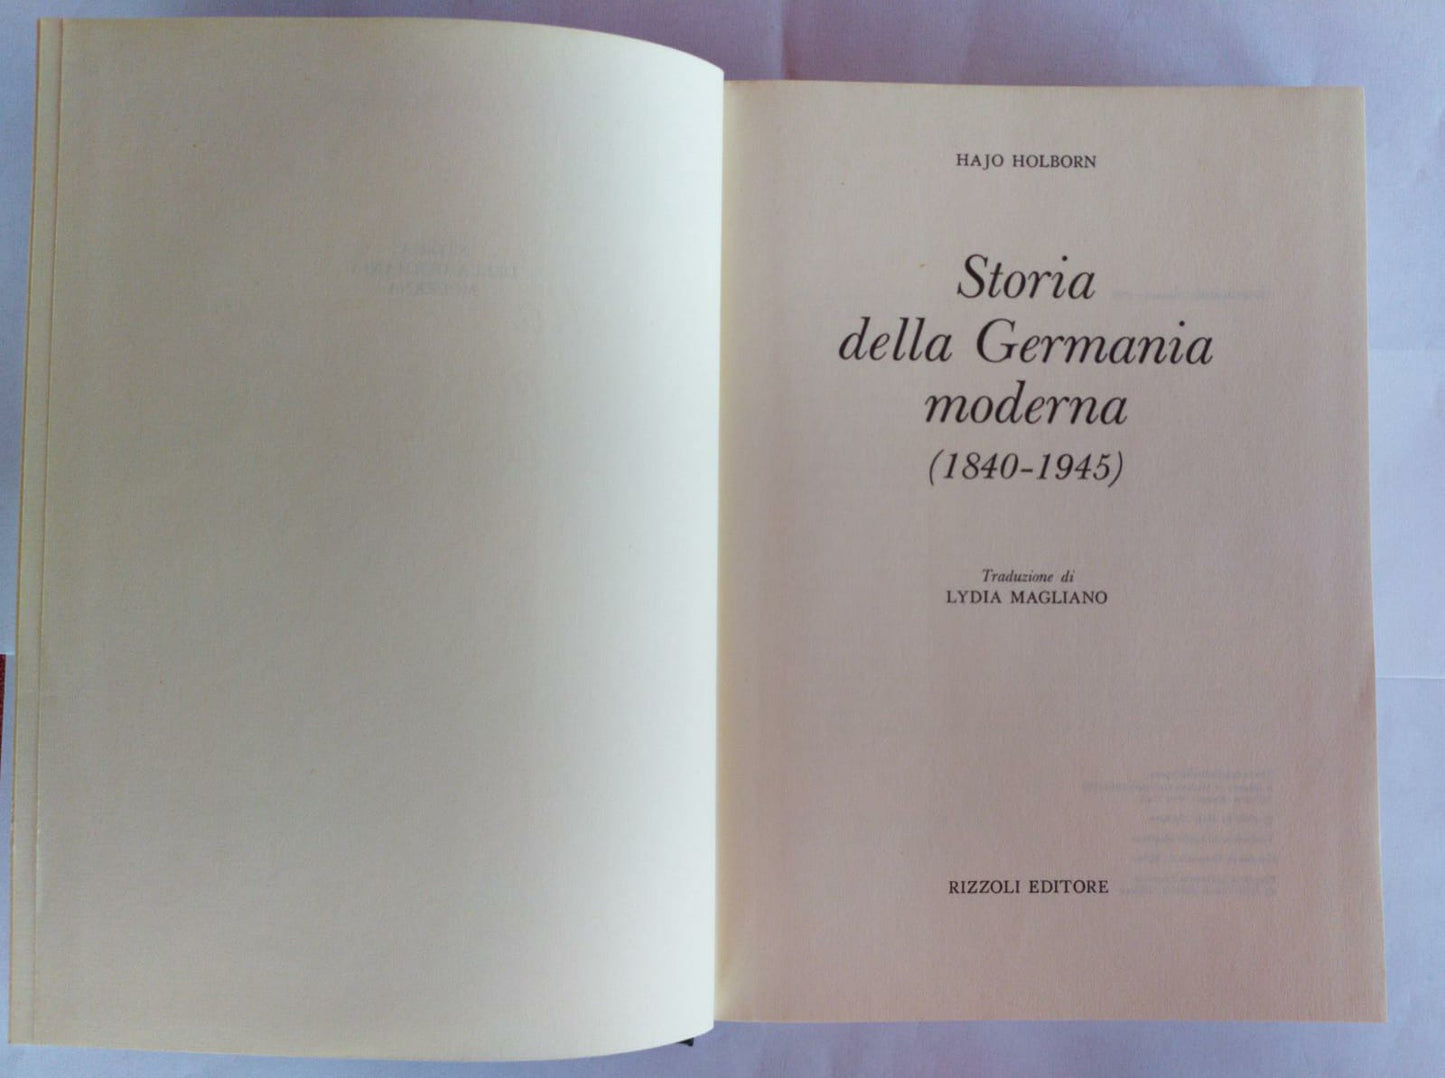 HAJO HOLBORN
Storia
della Germania
moderna
(1840-1945)
Traduzione di
LYDIA MAGLIANO
RIZZOLI EDITORE